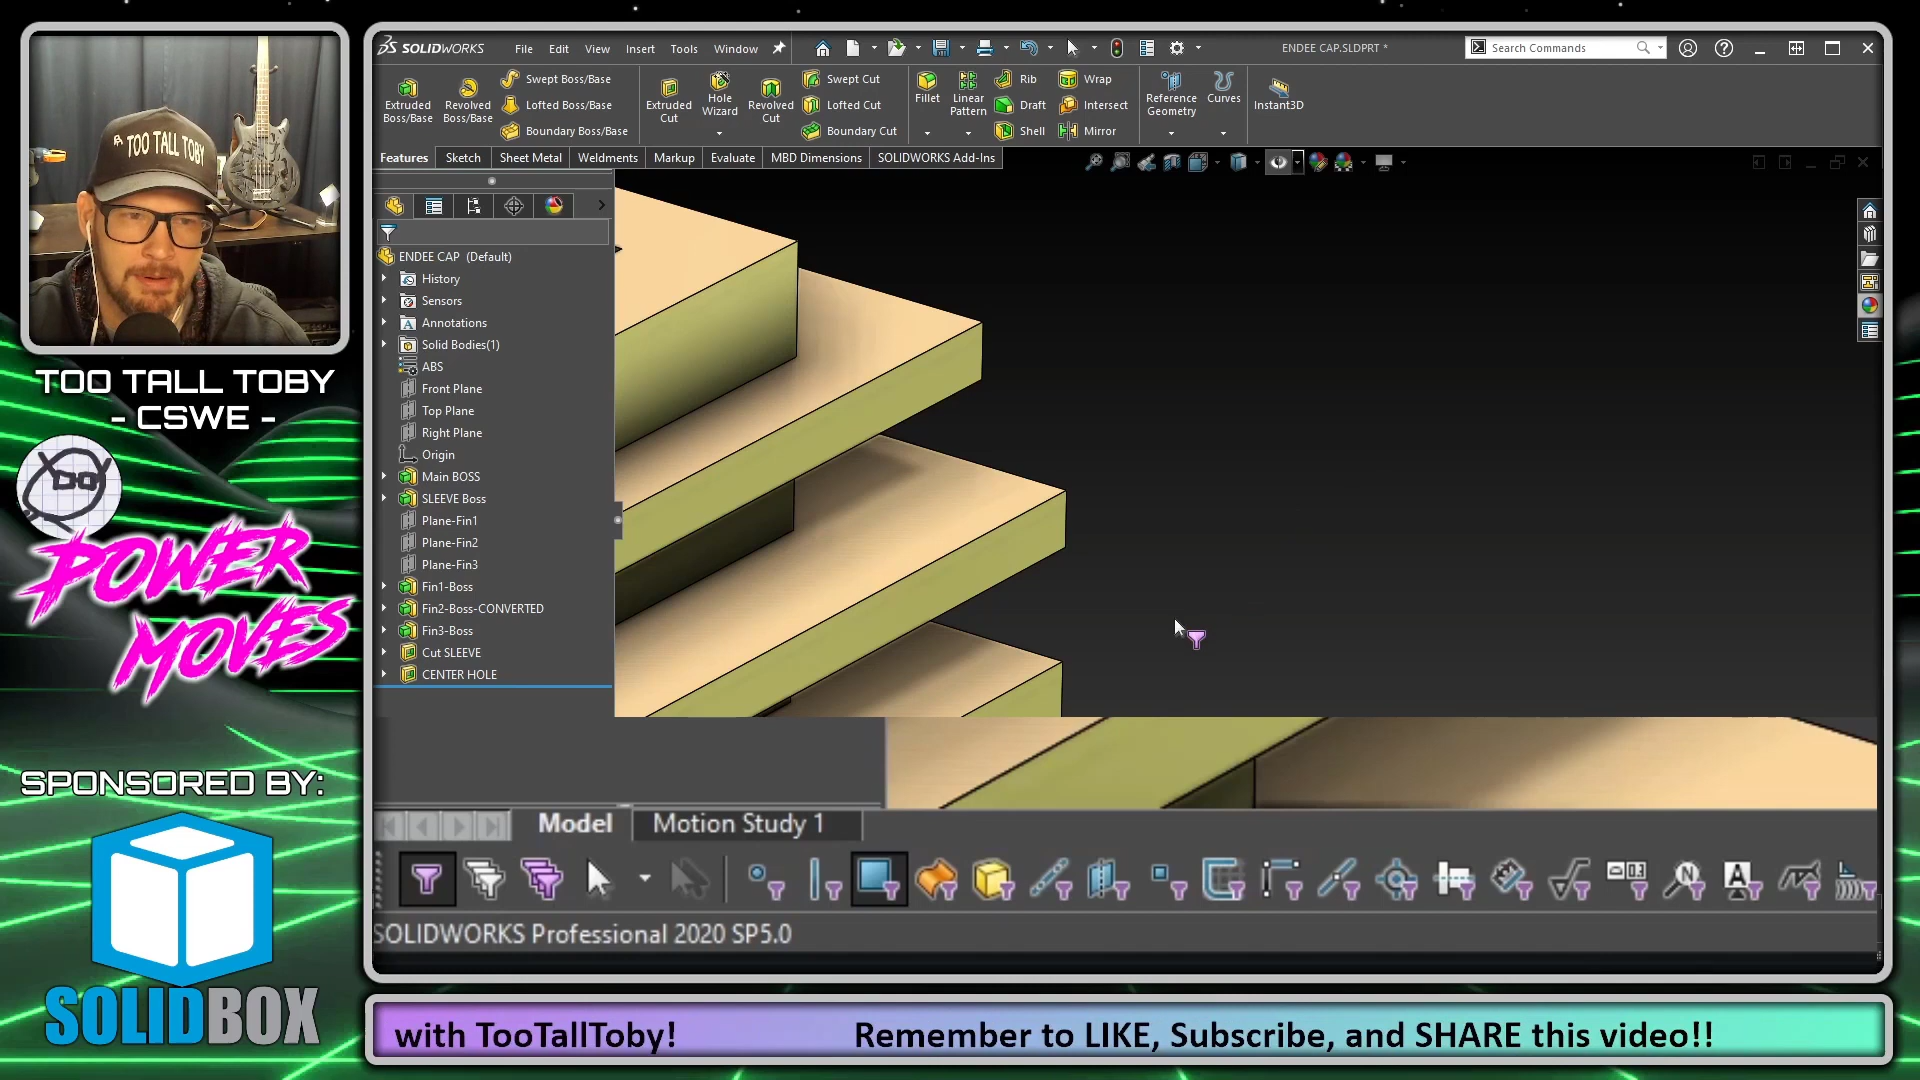 SOLIDWORKS
File Edit View Insert Tools Window
ENDEE CAP.SLDPRT *
Search Commands
Extruded Boss/Base
Revolved Boss/Base
Swept Boss/Base
Lofted Boss/Base
Boundary Boss/Base
Extruded Cut
Hole Wizard
Revolved Cut
Swept Cut
Lofted Cut
Boundary Cut
Fillet
Linear Pattern
Rib
Draft
Shell
Wrap
Intersect
Mirror
Reference Geometry
Curves
Instant3D
Features Sketch Sheet Metal Weldments Markup Evaluate MBD Dimensions SOLIDWORKS Add-Ins
ENDEE CAP (Default)
History
Sensors
Annotations
Solid Bodies(1)
ABS
Front Plane
Top Plane
Right Plane
Origin
Main BOSS
SLEEVE Boss
Plane-Fin1
Plane-Fin2
Plane-Fin3
Fin1-Boss
Fin2-Boss-CONVERTED
Fin3-Boss
Cut SLEEVE
CENTER HOLE
Model Motion Study 1
SOLIDWORKS Professional 2020 SP5.0
TOO TALL TOBY
TOO TALL TOBY
- CSWE -
POWER
MOVES
SPONSORED BY:
SOLIDBOX
with TooTallToby! Remember to LIKE, Subscribe, and SHARE this video!!